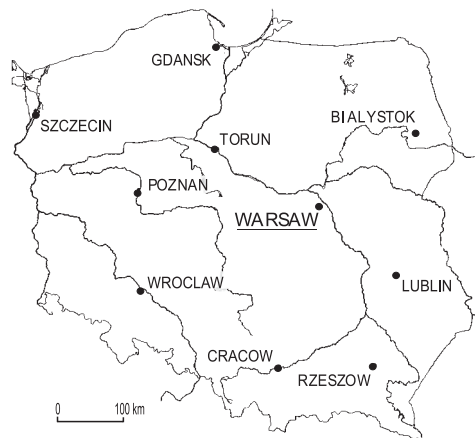 GDANSK
SZCZECIN
BIALYSTOK
TORUN
POZNAN
WARSAW
WROCLAW
LUBLIN
CRACOW
RZESZOW
0 100 km